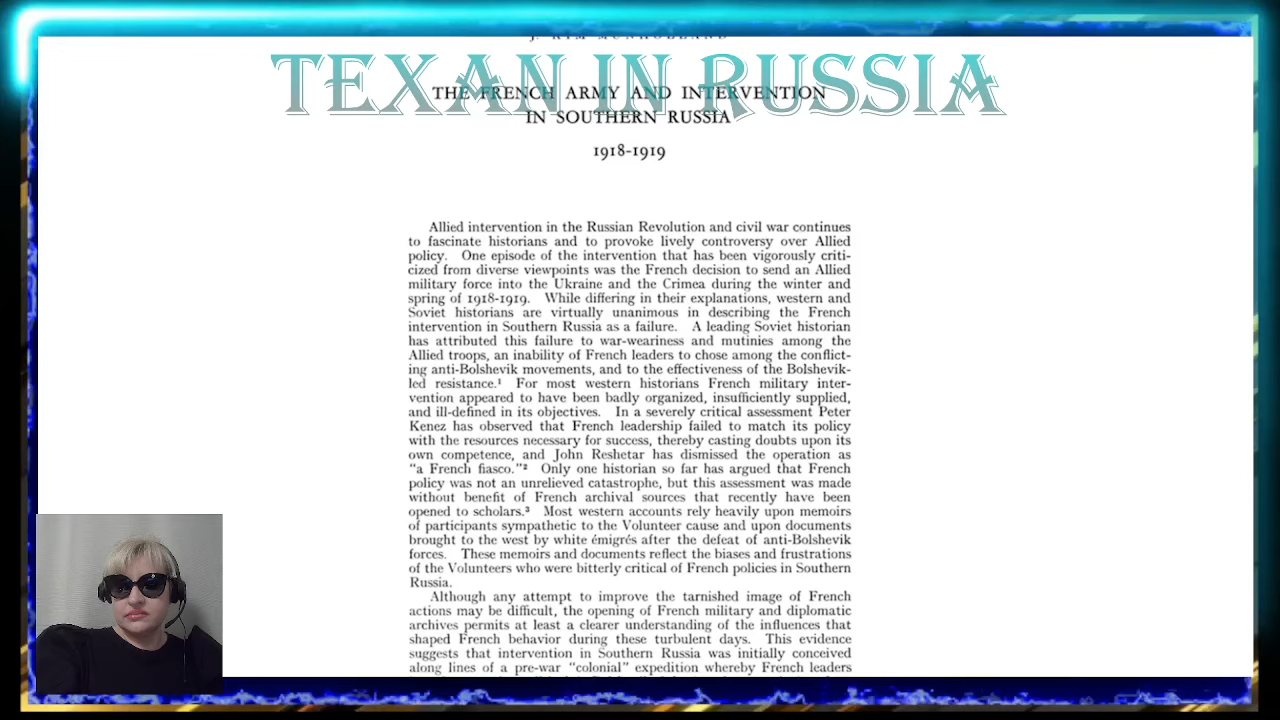 TEXAN IN RUSSIA
THE FRENCH ARMY AND INTERVENTION
IN SOUTHERN RUSSIA
1918-1919
Allied intervention in the Russian Revolution and civil war continues
to fascinate historians and to provoke lively controversy over Allied
policy. One episode of the intervention that has been vigorously criti-
cized from diverse viewpoints was the French decision to send an Allied
military force into the Ukraine and the Crimea during the winter and
spring of 1918-1919. While differing in their explanations, western and
Soviet historians are virtually unanimous in describing the French
intervention in Southern Russia as a failure. A leading Soviet historian
has attributed this failure to war-weariness and mutinies among the
Allied troops, an inability of French leaders to chose among the conflict-
ing anti-Bolshevik movements, and to the effectiveness of the Bolshevik-
led resistance.¹ For most western historians French military inter-
vention appeared to have been badly organized, insufficiently supplied,
and ill-defined in its objectives. In a severely critical assessment Peter
Kenez has observed that French leadership failed to match its policy
with the resources necessary for success, thereby casting doubts upon its
own competence, and John Reshetar has dismissed the operation as
“a French fiasco.”² Only one historian so far has argued that French
policy was not an unrelieved catastrophe, but this assessment was made
without benefit of French archival sources that recently have been
opened to scholars.³ Most western accounts rely heavily upon memoirs
of participants sympathetic to the Volunteer cause and upon documents
brought to the west by white émigrés after the defeat of anti-Bolshevik
forces. These memoirs and documents reflect the biases and frustrations
of the Volunteers who were bitterly critical of French policies in Southern
Russia.
Although any attempt to improve the tarnished image of French
actions may be difficult, the opening of French military and diplomatic
archives permits at least a clearer understanding of the influences that
shaped French behavior during these turbulent days. This evidence
suggests that intervention in Southern Russia was initially conceived
along lines of a pre-war “colonial” expedition whereby French leaders